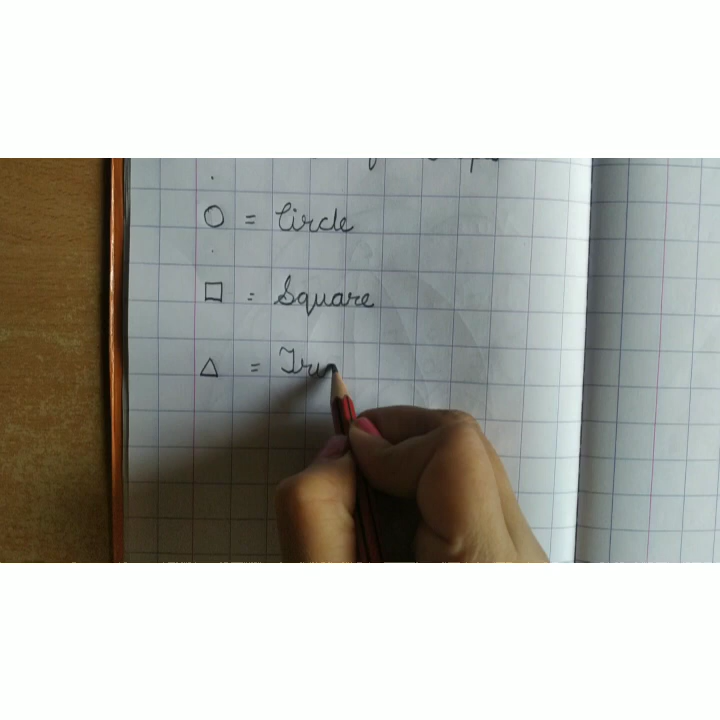 ○ = Circle
□ = Square
△ = Tri